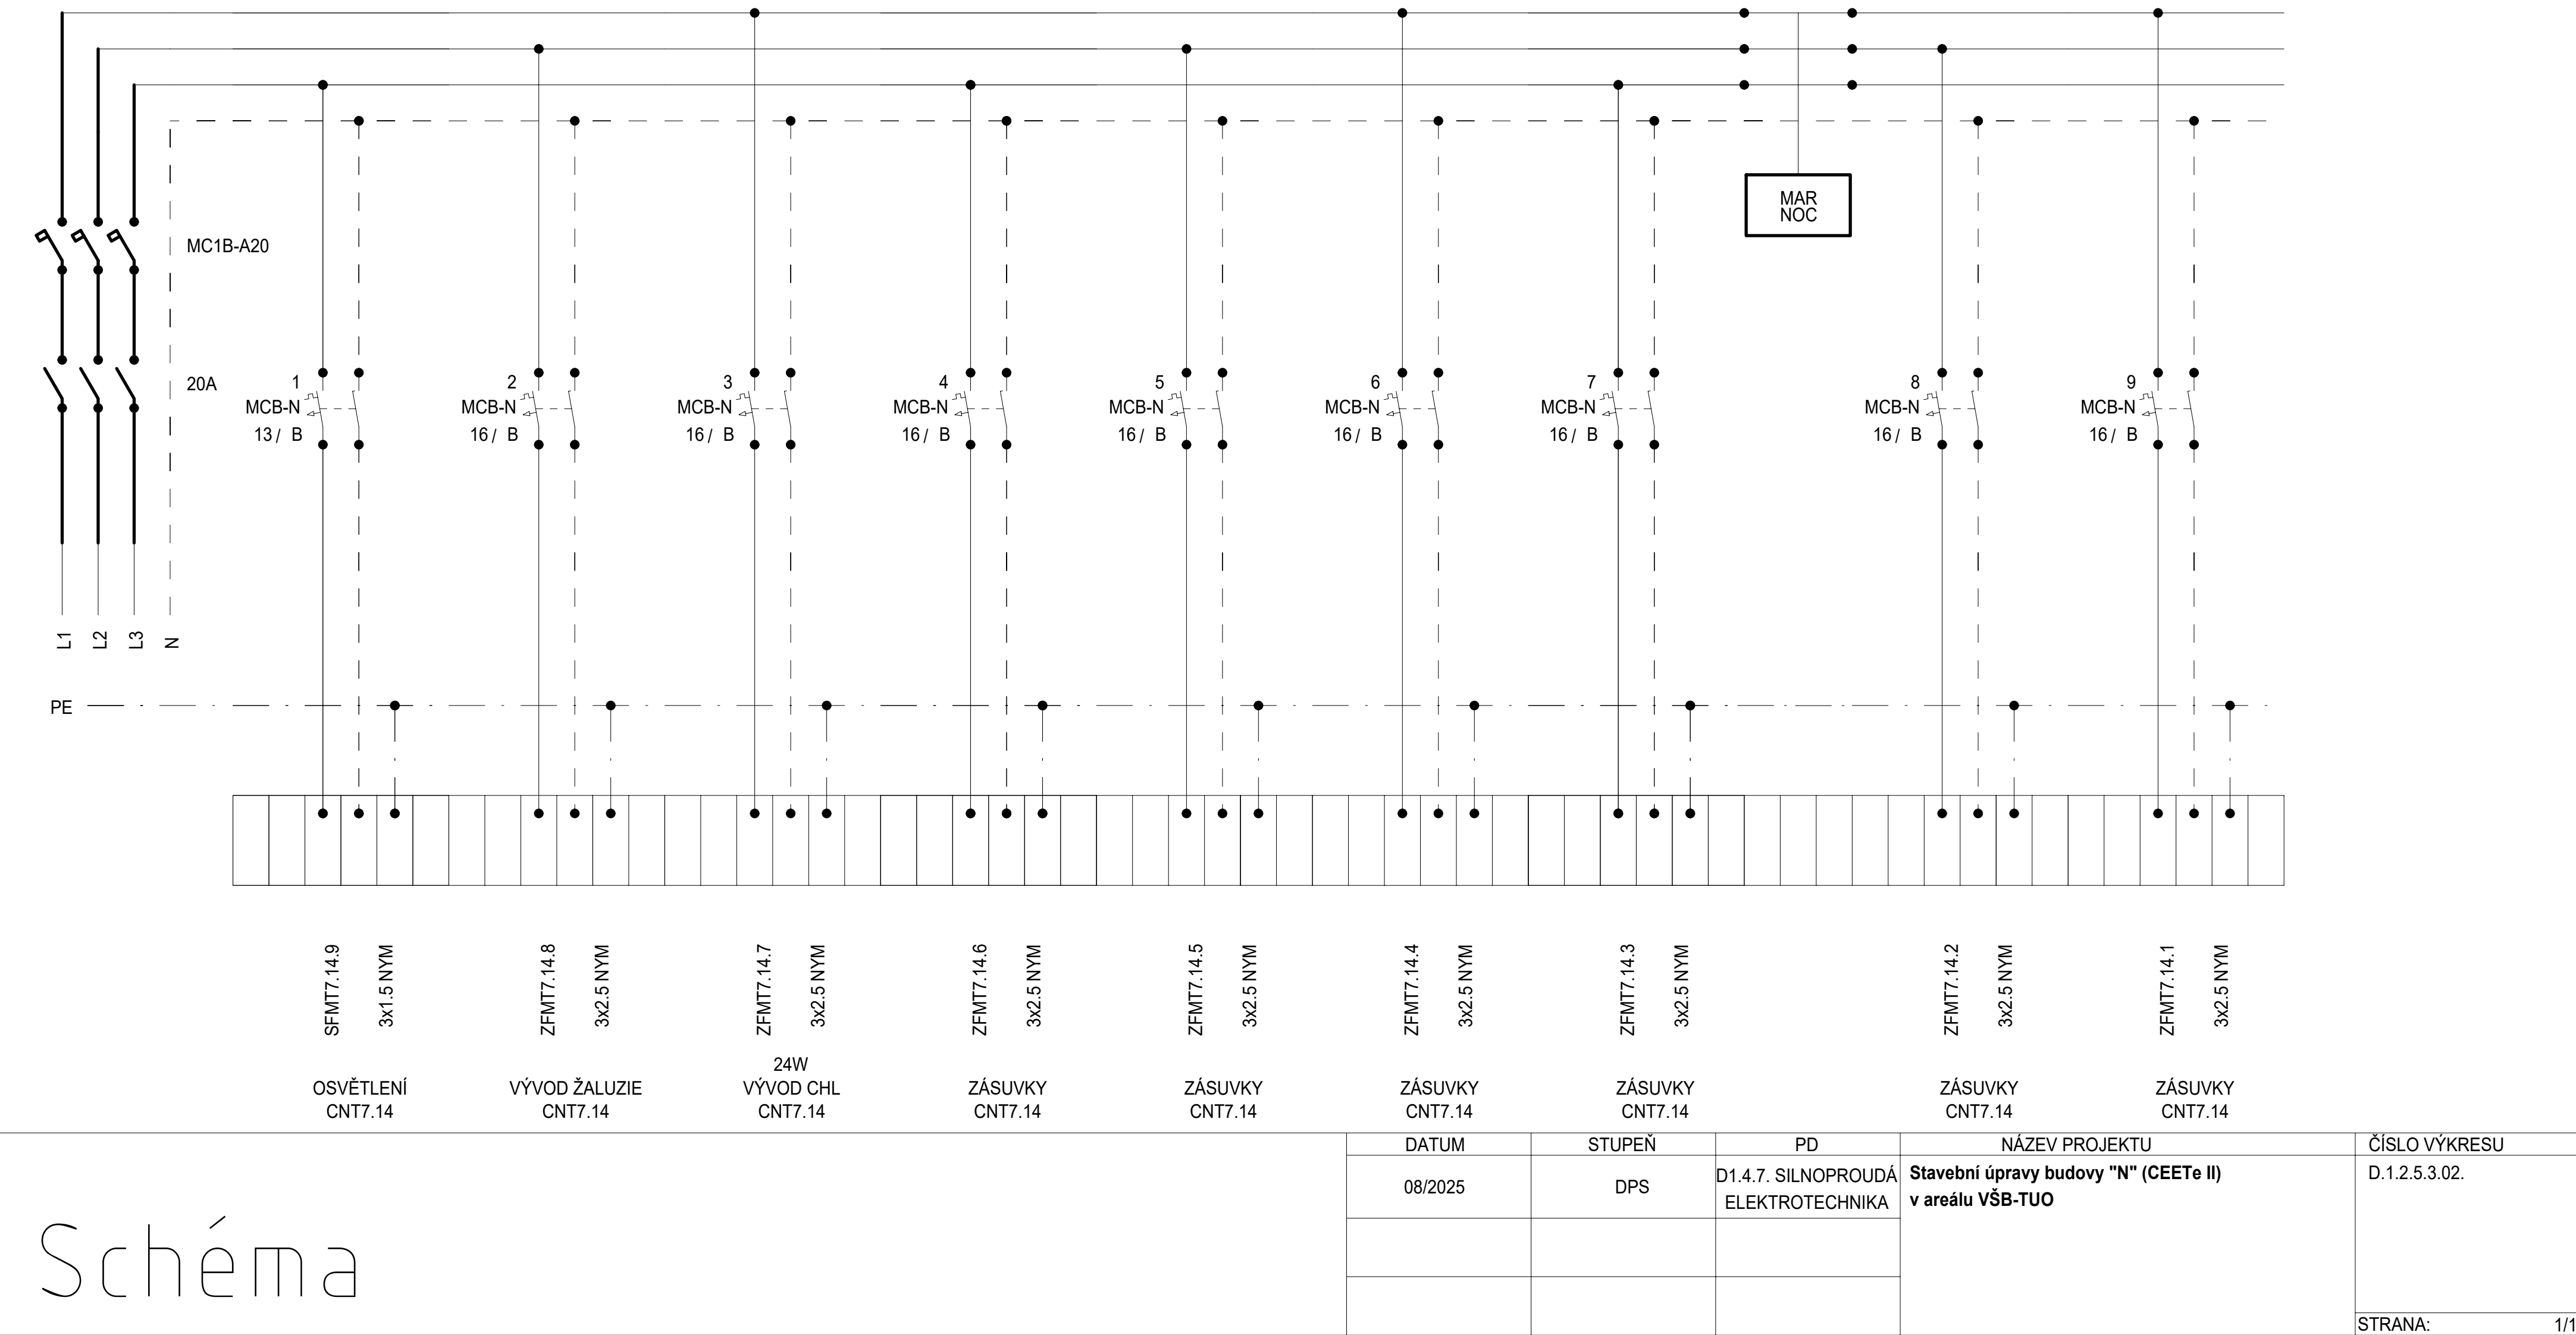 MAR
NOC
MC1B-A20
20A
1
MCB-N
13 / B
2
MCB-N
16 / B
3
MCB-N
16 / B
4
MCB-N
16 / B
5
MCB-N
16 / B
6
MCB-N
16 / B
7
MCB-N
16 / B
8
MCB-N
16 / B
9
MCB-N
16 / B
L1
L2
L3
N
PE
SFMT7.14.9
3x1.5 NYM
ZFMT7.14.8
3x2.5 NYM
ZFMT7.14.7
3x2.5 NYM
ZFMT7.14.6
3x2.5 NYM
ZFMT7.14.5
3x2.5 NYM
ZFMT7.14.4
3x2.5 NYM
ZFMT7.14.3
3x2.5 NYM
ZFMT7.14.2
3x2.5 NYM
ZFMT7.14.1
3x2.5 NYM
OSVĚTLENÍ
CNT7.14
VÝVOD ŽALUZIE
CNT7.14
24W
VÝVOD CHL
CNT7.14
ZÁSUVKY
CNT7.14
ZÁSUVKY
CNT7.14
ZÁSUVKY
CNT7.14
ZÁSUVKY
CNT7.14
ZÁSUVKY
CNT7.14
ZÁSUVKY
CNT7.14
Schéma
DATUM
08/2025
STUPEŇ
DPS
PD
D1.4.7. SILNOPROUDÁ
ELEKTROTECHNIKA
NÁZEV PROJEKTU
Stavební úpravy budovy "N" (CEETe II)
v areálu VŠB-TUO
ČÍSLO VÝKRESU
D.1.2.5.3.02.
STRANA: 1/1